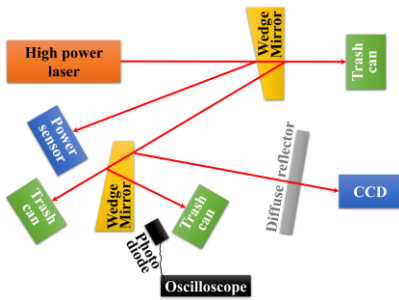 High power
laser
Wedge
Mirror
Trash
can
Power
sensor
Trash
can
Wedge
Mirror
Trash
can
Diffuse reflector
CCD
Photo
diode
Oscilloscope